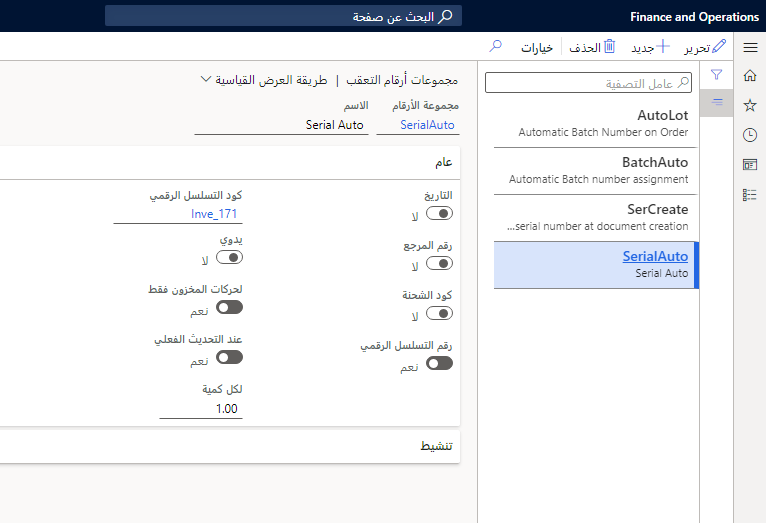 Finance and Operations
البحث عن صفحة
تحرير
جديد
الحذف
خيارات
عامل التصفية
AutoLot
Automatic Batch Number on Order
BatchAuto
Automatic Batch number assignment
SerCreate
...serial number at document creation
SerialAuto
Serial Auto
مجموعات أرقام التعقب | طريقة العرض القياسية
مجموعة الأرقام
SerialAuto
الاسم
Serial Auto
عام
التاريخ
لا
رقم المرجع
لا
كود الشحنة
لا
رقم التسلسل الرقمي
نعم
كود التسلسل الرقمي
Inve_171
يدوي
لا
لحركات المخزون فقط
نعم
عند التحديث الفعلي
نعم
لكل كمية
1.00
تنشيط